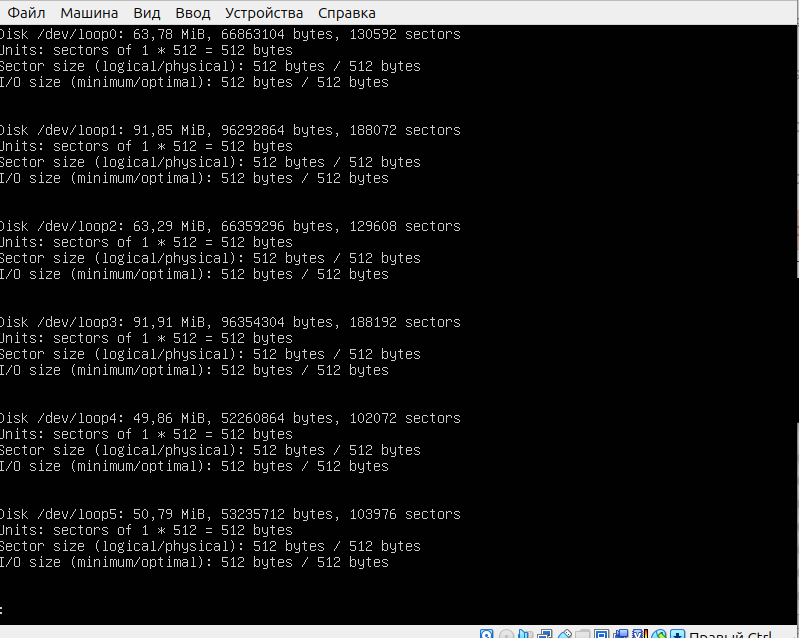 Файл Машина Вид Ввод Устройства Справка
Disk /dev/loop0: 63,78 MiB, 66863104 bytes, 130592 sectors
Units: sectors of 1 * 512 = 512 bytes
Sector size (logical/physical): 512 bytes / 512 bytes
I/O size (minimum/optimal): 512 bytes / 512 bytes
Disk /dev/loop1: 91,85 MiB, 96292864 bytes, 188072 sectors
Units: sectors of 1 * 512 = 512 bytes
Sector size (logical/physical): 512 bytes / 512 bytes
I/O size (minimum/optimal): 512 bytes / 512 bytes
Disk /dev/loop2: 63,29 MiB, 66359296 bytes, 129608 sectors
Units: sectors of 1 * 512 = 512 bytes
Sector size (logical/physical): 512 bytes / 512 bytes
I/O size (minimum/optimal): 512 bytes / 512 bytes
Disk /dev/loop3: 91,91 MiB, 96354304 bytes, 188192 sectors
Units: sectors of 1 * 512 = 512 bytes
Sector size (logical/physical): 512 bytes / 512 bytes
I/O size (minimum/optimal): 512 bytes / 512 bytes
Disk /dev/loop4: 49,86 MiB, 52260864 bytes, 102072 sectors
Units: sectors of 1 * 512 = 512 bytes
Sector size (logical/physical): 512 bytes / 512 bytes
I/O size (minimum/optimal): 512 bytes / 512 bytes
Disk /dev/loop5: 50,79 MiB, 53235712 bytes, 103976 sectors
Units: sectors of 1 * 512 = 512 bytes
Sector size (logical/physical): 512 bytes / 512 bytes
I/O size (minimum/optimal): 512 bytes / 512 bytes
:
Правый Ctrl